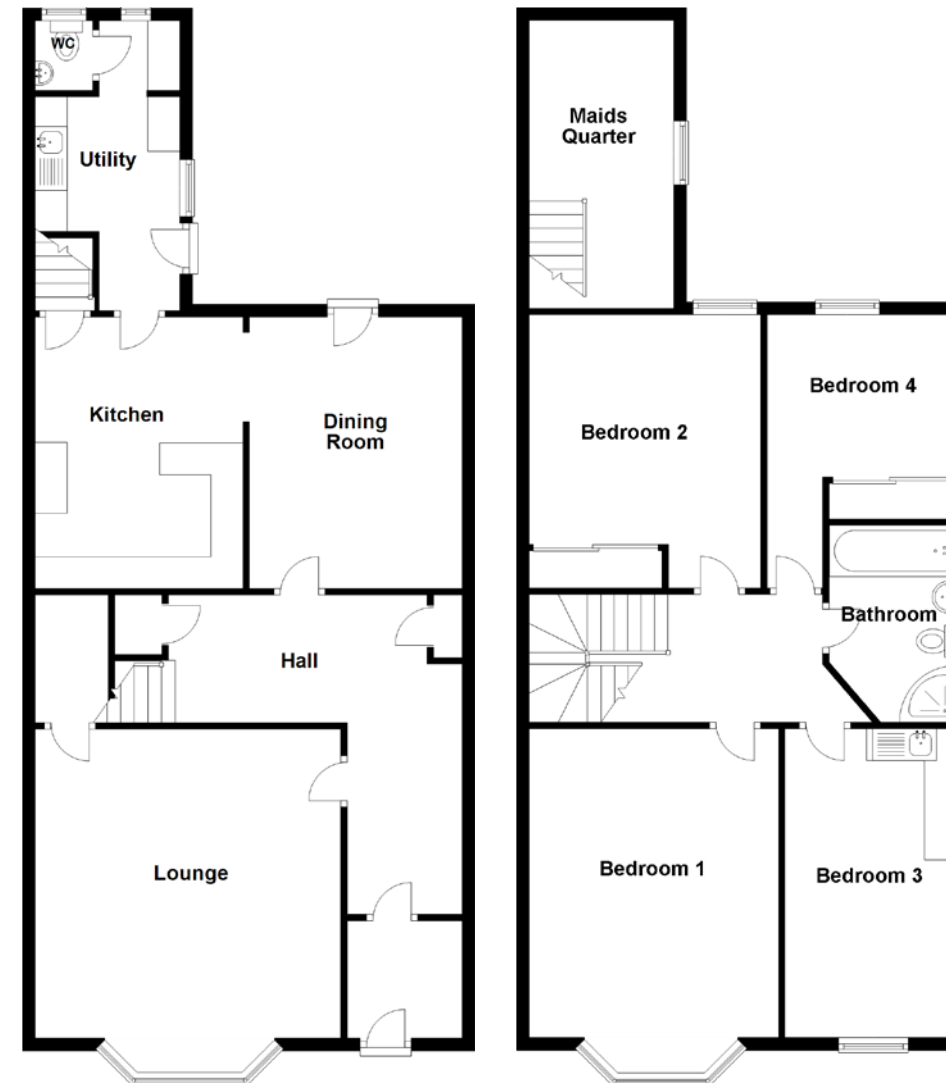 WC
Utility
Kitchen
Dining
Room
Hall
Lounge
Maids
Quarter
Bedroom 2
Bedroom 4
Bathroom
Bedroom 1
Bedroom 3